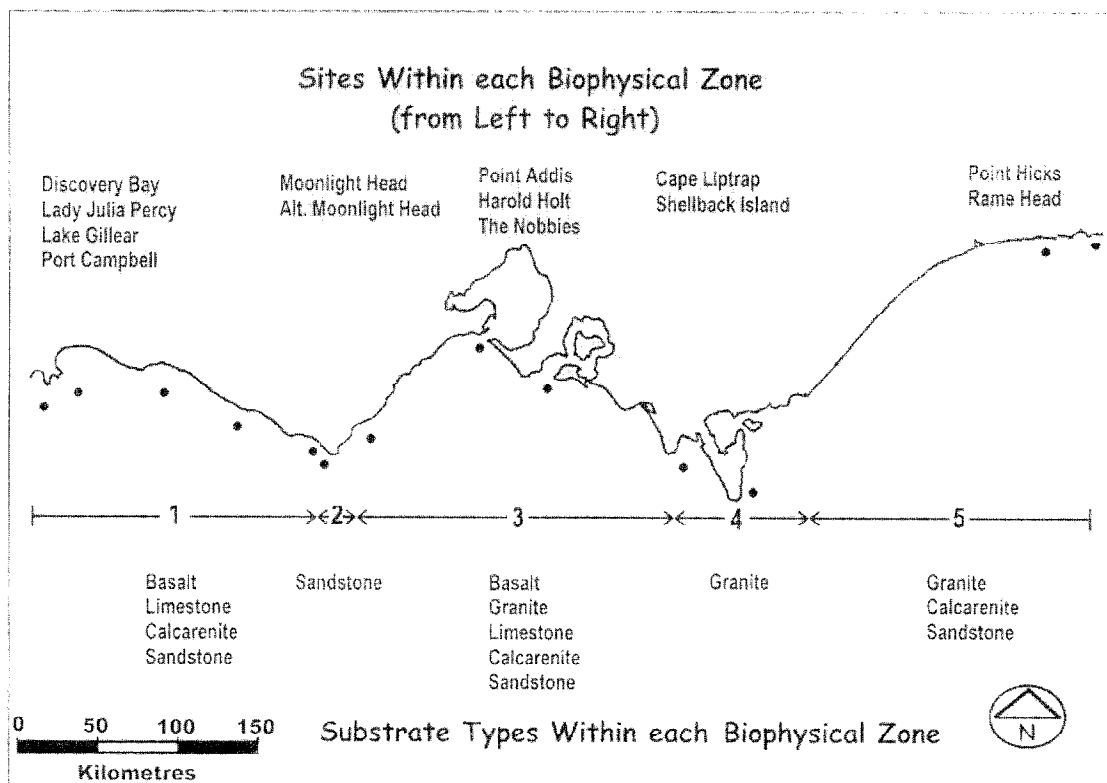 Sites Within each Biophysical Zone
(from Left to Right)
Discovery Bay
Lady Julia Percy
Lake Gillear
Port Campbell
Moonlight Head
Alt. Moonlight Head
Point Addis
Harold Holt
The Nobbies
Cape Liptrap
Shellback Island
Point Hicks
Rame Head
1
2
3
4
5
Basalt
Limestone
Calcarenite
Sandstone
Sandstone
Basalt
Granite
Limestone
Calcarenite
Sandstone
Granite
Granite
Calcarenite
Sandstone
0 50 100 150
Kilometres
Substrate Types Within each Biophysical Zone
N